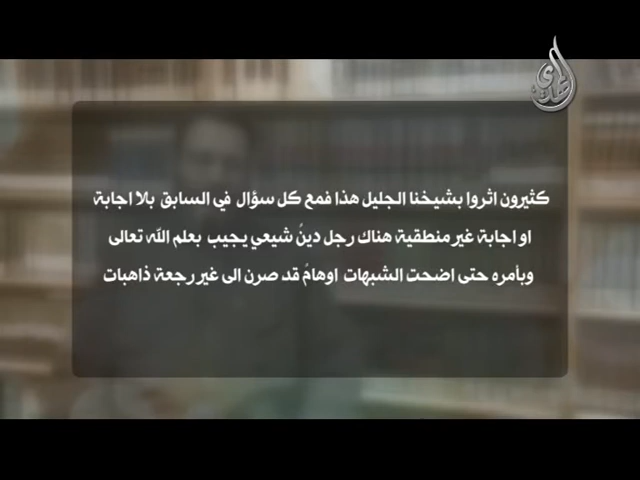 كثيرون اثروا بشيخنا الجليل هذا فمع كل سؤال في السابق بلا اجابة
او اجابة غير منطقية هناك رجل دينُ شيعي يجيب بعلم الله تعالى
وبأمره حتى اضحت الشبهات اوهامُ قد صرن الى غير رجعة ذاهبات